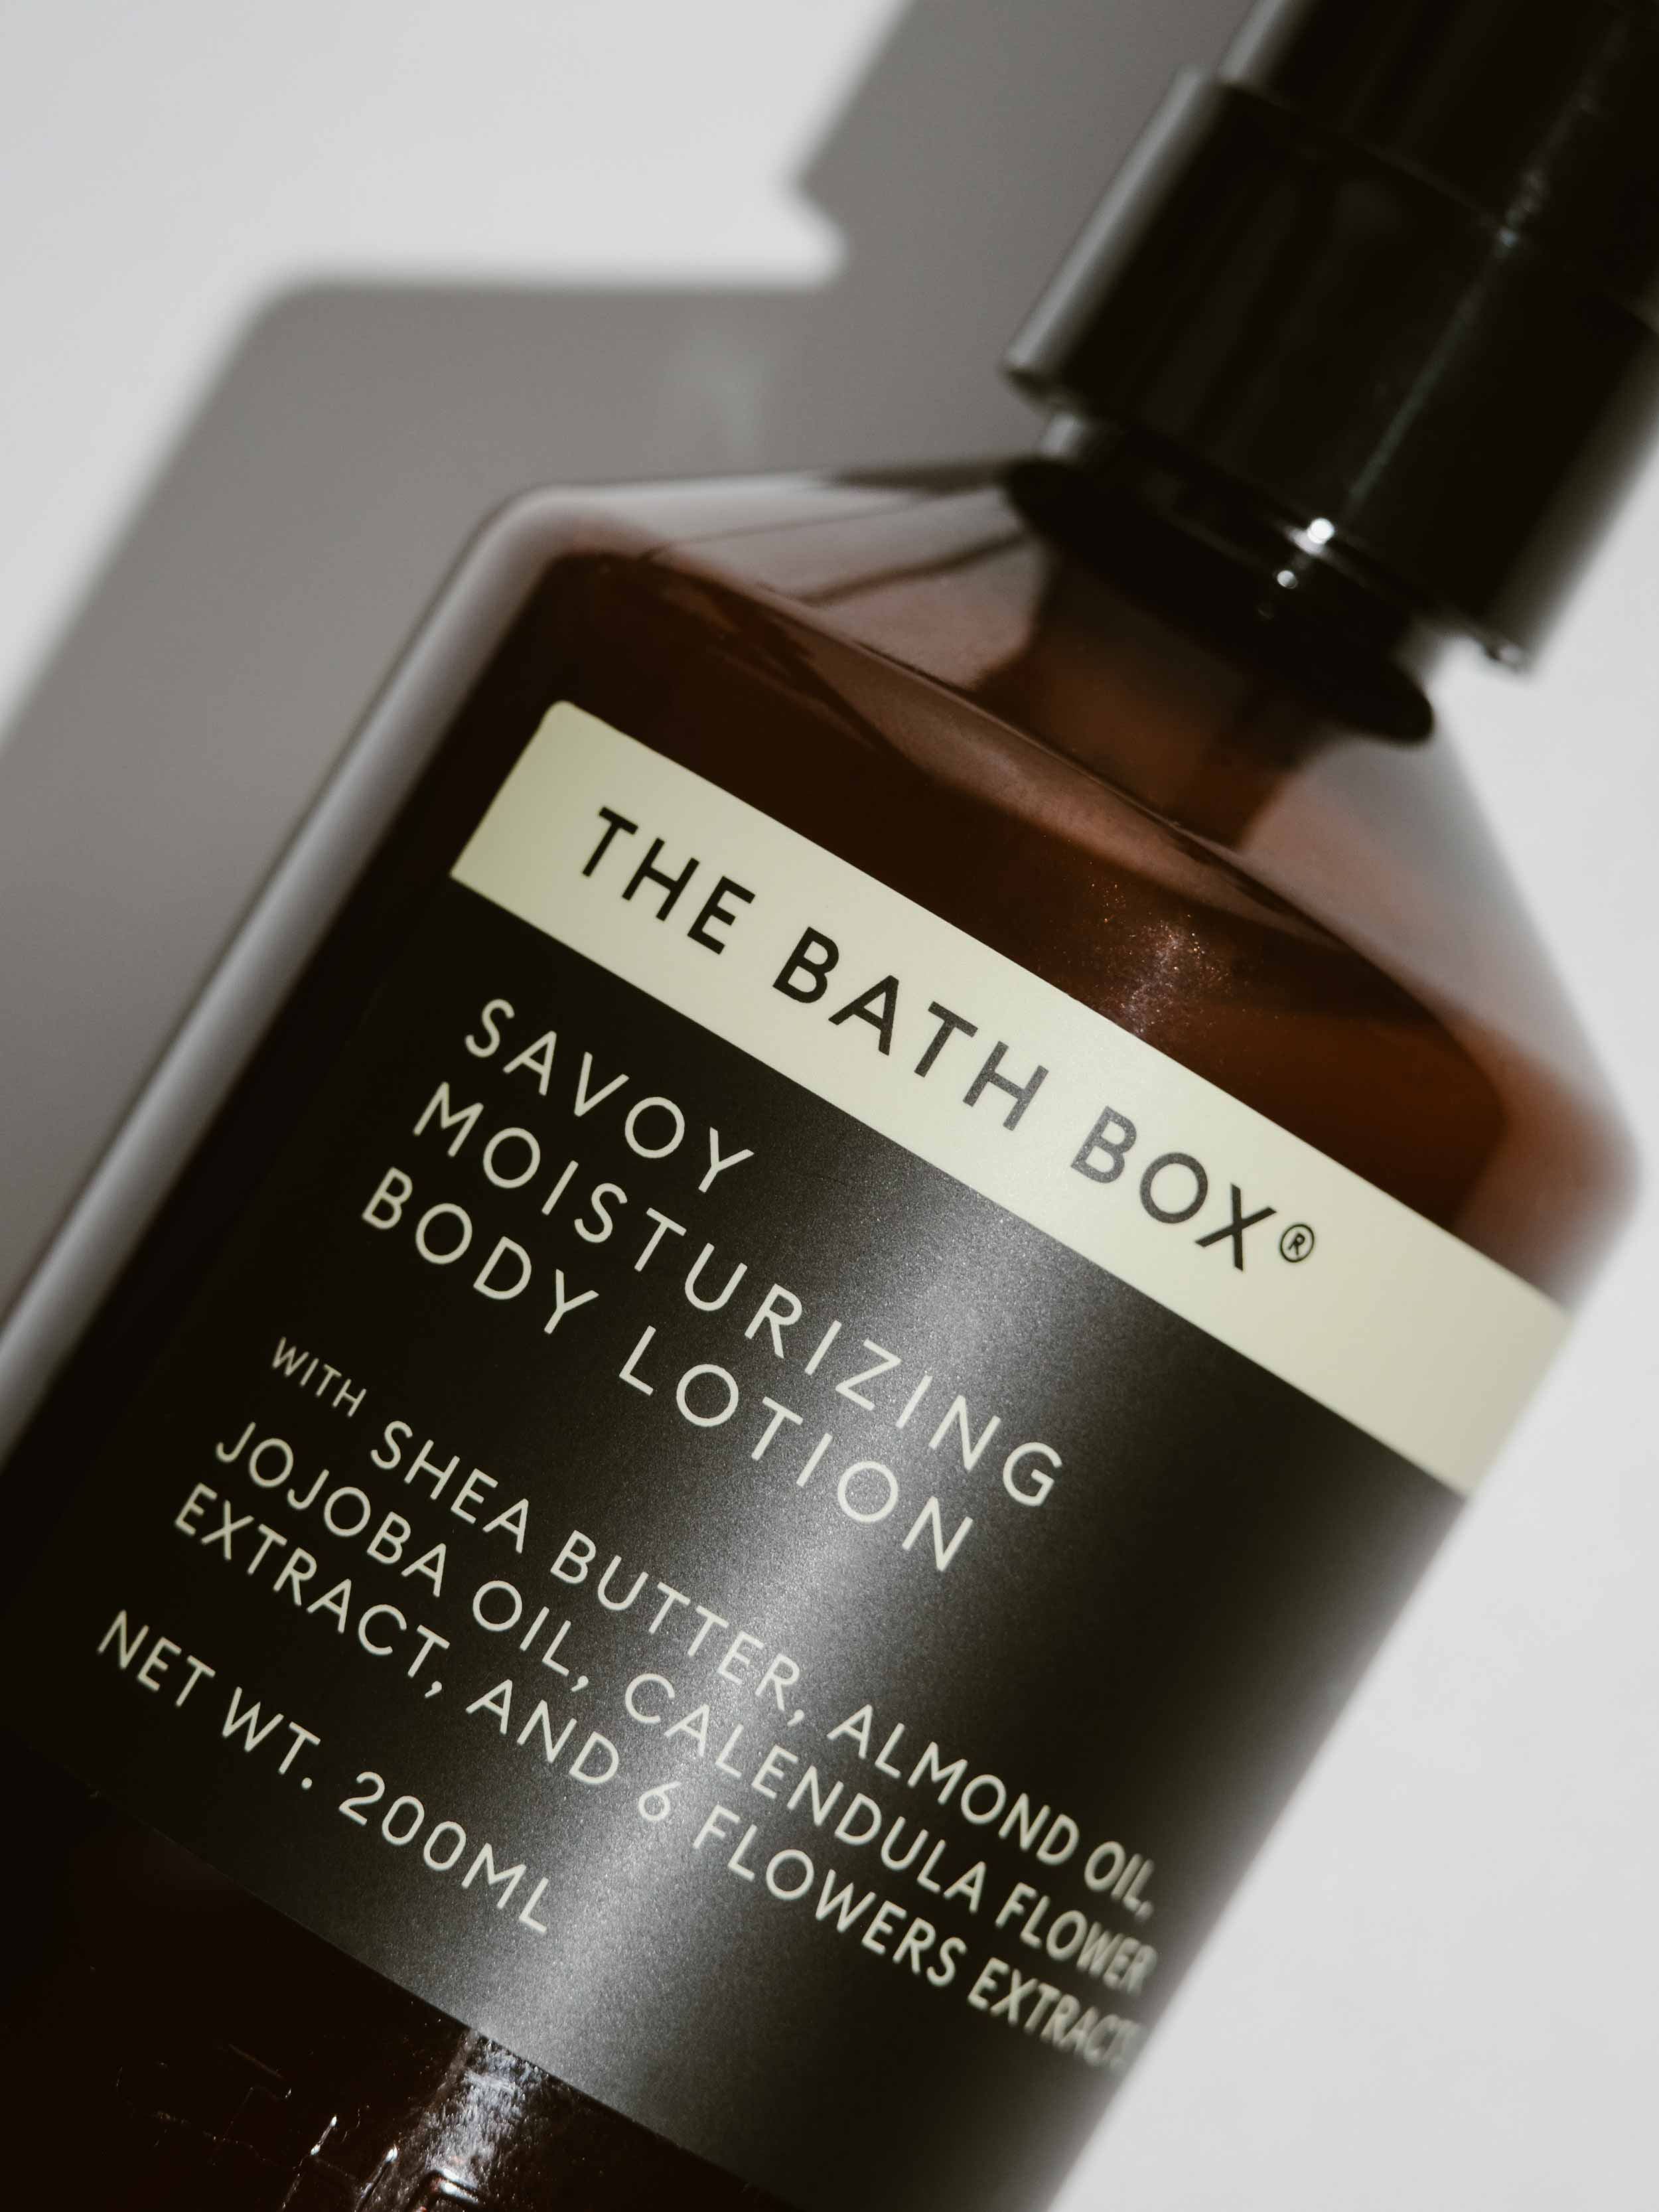 THE BATH BOX®
SAVOY
MOISTURIZING
BODY LOTION
WITH SHEA BUTTER, ALMOND OIL,
JOJOBA OIL, CALENDULA FLOWER
EXTRACT, AND 6 FLOWERS EXTRACTS
NET WT. 200ML